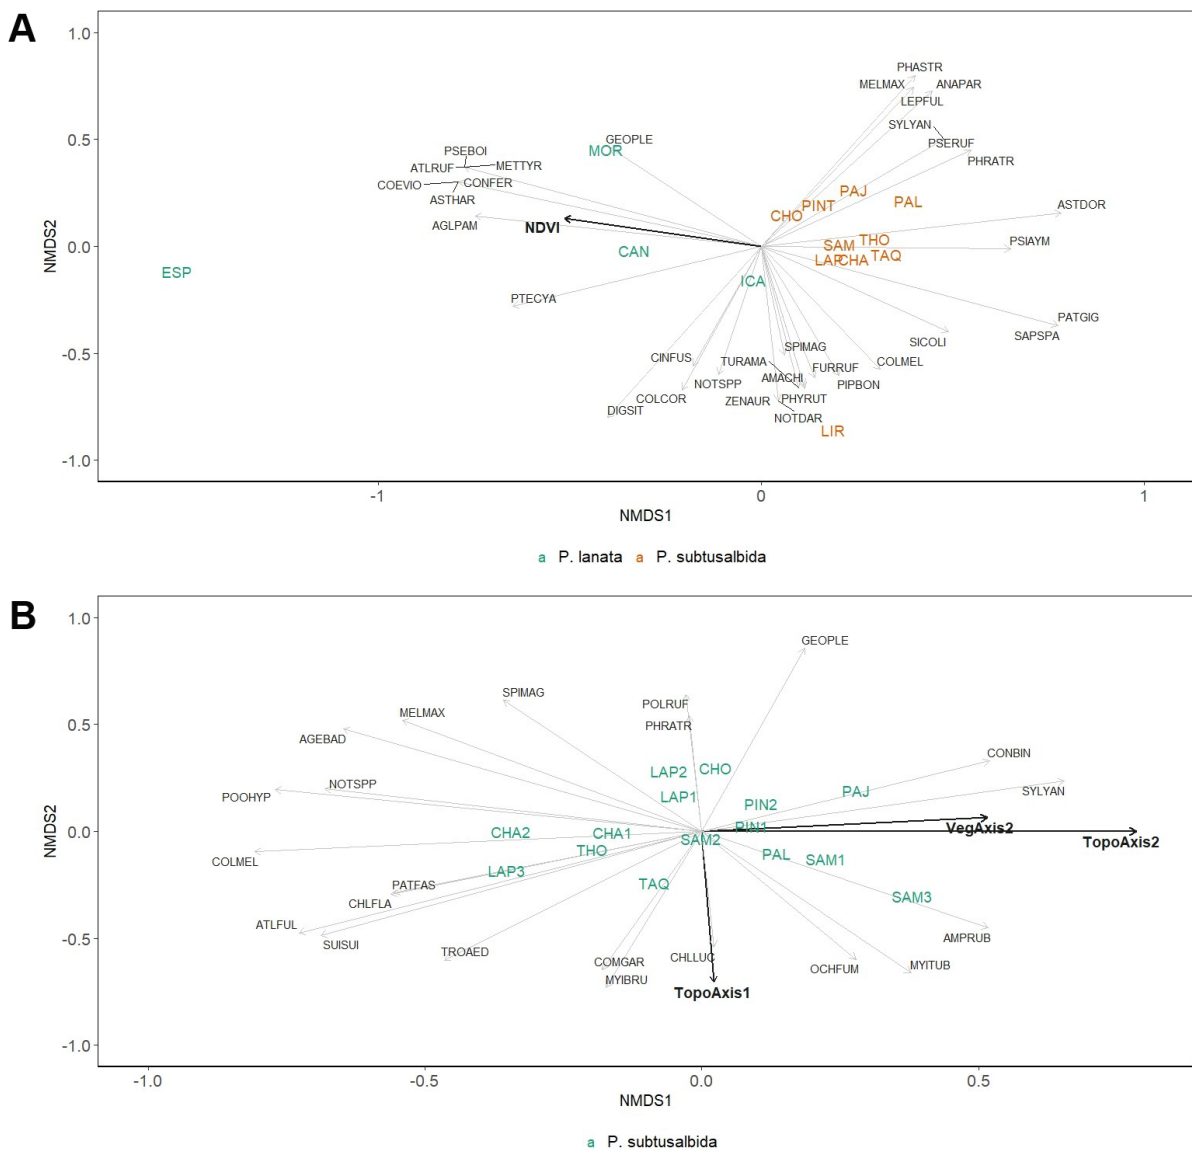 A
1.0
PHASTR
MELMAX ANAPAR
LEPFUL
SYLYAN
0.5
GEOPLE
PSERUF
MOR
PSEBOI
PHRATR
ATLRUF METTYR
COEVIO CONFER
ASTHAR
PAJ
PAL
PINT
ASTDOR
CHO
AGLPAM
NDVI
NMDS2
0.0
CAN
SAM THO
PSIAYM
LAP CHA TAQ
ESP
ICA
PTECYA
PATGIG
SICOLI
SAPSPA
-0.5
CINFUS
TURAMA SPIMAG
FURRUF COLMEL
NOTSPP AMACHI
PIPBON
COLCOR
ZENAUR PHYRUT
DIGSIT
NOTDAR
LIR
-1.0
-1 0 1
NMDS1
a P. lanata a P. subtusalbida
B
1.0
GEOPLE
SPIMAG
POLRUF
MELMAX
PHRATR
0.5
AGEBAD
CONBIN
LAP2 CHO
NOTSPP
SYLYAN
POOHYP
LAP1
PIN2
PAJ
NMDS2
0.0
CHA2 CHA1
SAM2 PIN1
VegAxis2
TopoAxis2
COLMEL
THO
PAL SAM1
LAP3
PATFAS
TAQ
SAM3
CHLFLA
ATLFUL
SUISUI
AMPRUB
-0.5
TROAED
COMGAR
CHLLUC
OCHFUM
MYITUB
MYIBRU
TopoAxis1
-1.0
-1.0 -0.5 0.0 0.5
NMDS1
a P. subtusalbida